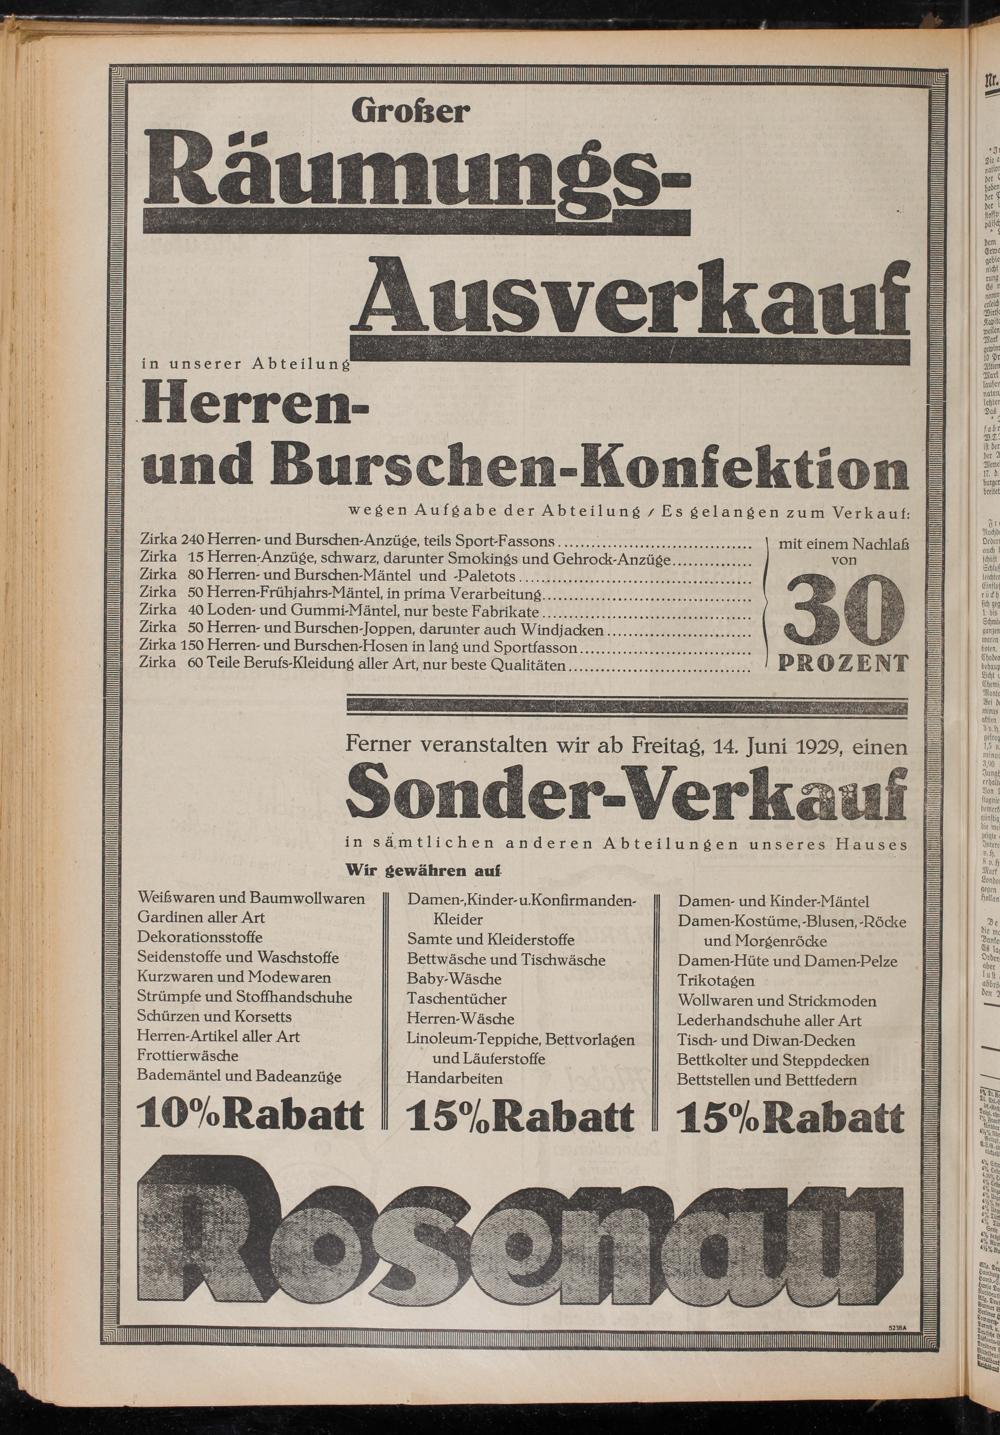 Großer
Räumungs-
Ausverkauf
in unserer Abteilung
Herren-
und Burschen-Konfektion
wegen Aufgabe der Abteilung / Es gelangen zum Verkauf:
Zirka 240 Herren- und Burschen-Anzüge, teils Sport-Fassons
Zirka 15 Herren-Anzüge, schwarz, darunter Smokings und Gehrock-Anzüge
Zirka 80 Herren- und Burschen-Mäntel und -Paletots
Zirka 50 Herren-Frühjahrs-Mäntel, in prima Verarbeitung
Zirka 40 Loden- und Gummi-Mäntel, nur beste Fabrikate
Zirka 50 Herren- und Burschen-Joppen, darunter auch Windjacken
Zirka 150 Herren- und Burschen-Hosen in lang und Sportfasson
Zirka 60 Teile Berufs-Kleidung aller Art, nur beste Qualitäten
mit einem Nachlaß
von
30
PROZENT
Ferner veranstalten wir ab Freitag, 14. Juni 1929, einen
Sonder-Verkauf
in sämtlichen anderen Abteilungen unseres Hauses
Wir gewähren auf
Weißwaren und Baumwollwaren
Gardinen aller Art
Dekorationsstoffe
Seidenstoffe und Waschstoffe
Kurzwaren und Modewaren
Strümpfe und Stoffhandschuhe
Schürzen und Korsetts
Herren-Artikel aller Art
Frottierwäsche
Bademäntel und Badeanzüge
10% Rabatt
Damen-,Kinder- u. Konfirmanden-
Kleider
Samte und Kleiderstoffe
Bettwäsche und Tischwäsche
Baby-Wäsche
Taschentücher
Herren-Wäsche
Linoleum-Teppiche, Bettvorlagen
und Läuferstoffe
Handarbeiten
15% Rabatt
Damen- und Kinder-Mäntel
Damen-Kostüme, -Blusen, -Röcke
und Morgenröcke
Damen-Hüte und Damen-Pelze
Trikotagen
Wollwaren und Strickmoden
Lederhandschuhe aller Art
Tisch- und Diwan-Decken
Bettkolter und Steppdecken
Bettstellen und Bettfedern
15% Rabatt
Rosenau
5238A
Nr.